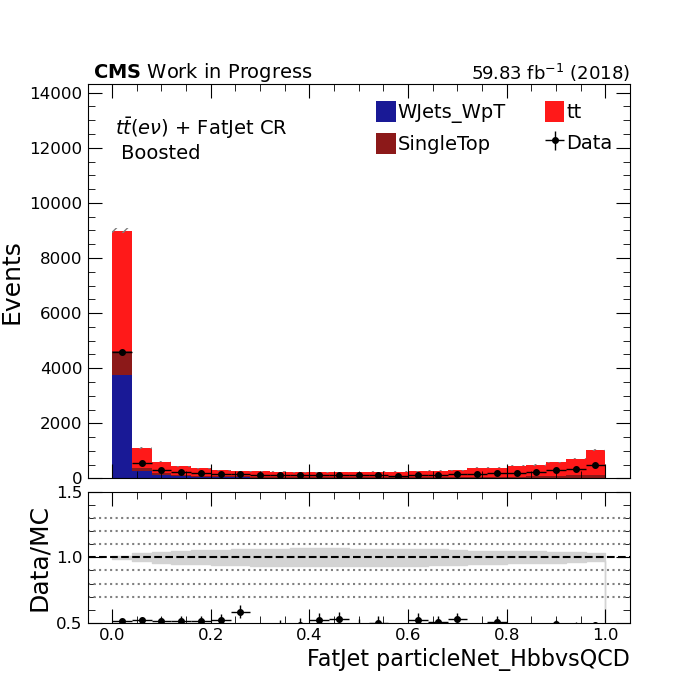 CMS Work in Progress 59.83 fb⁻¹ (2018)
14000
12000
10000
8000
6000
4000
2000
0
Events
tt̄(eν) + FatJet CR
Boosted
WJets_WpT
tt
SingleTop
Data
1.5
1.0
0.5
Data/MC
0.0 0.2 0.4 0.6 0.8 1.0
FatJet particleNet_HbbvsQCD